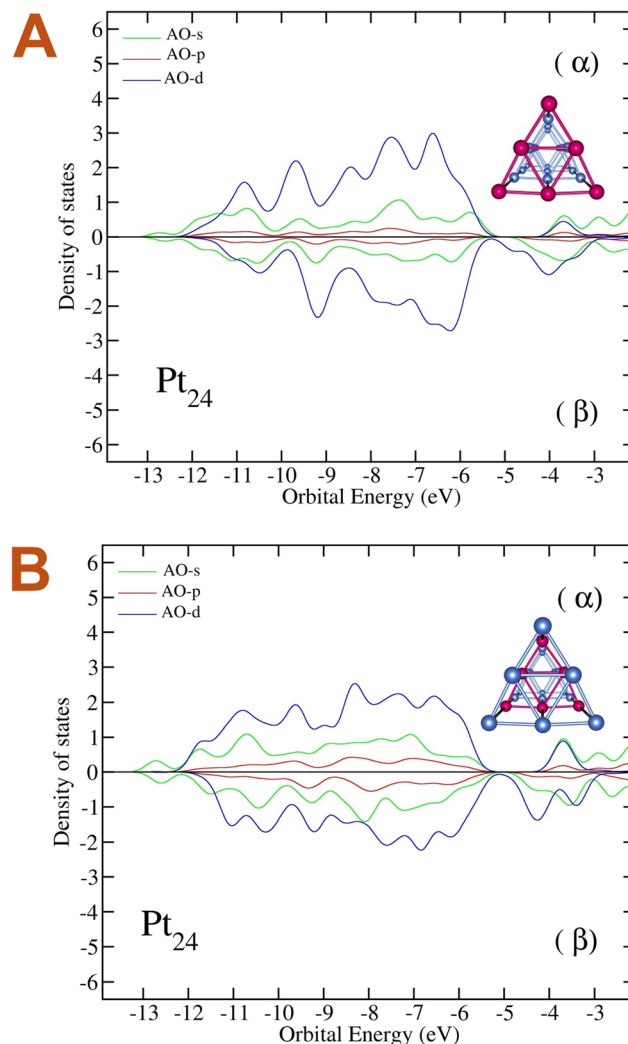 A
AO-s
AO-p
AO-d
( α)
6
5
4
3
2
1
0
-1
-2
-3
-4
-5
-6
Density of states
Pt24
( β)
-13 -12 -11 -10 -9 -8 -7 -6 -5 -4 -3
Orbital Energy (eV)
B
AO-s
AO-p
AO-d
( α)
6
5
4
3
2
1
0
-1
-2
-3
-4
-5
-6
Density of states
Pt24
( β)
-13 -12 -11 -10 -9 -8 -7 -6 -5 -4 -3
Orbital Energy (eV)